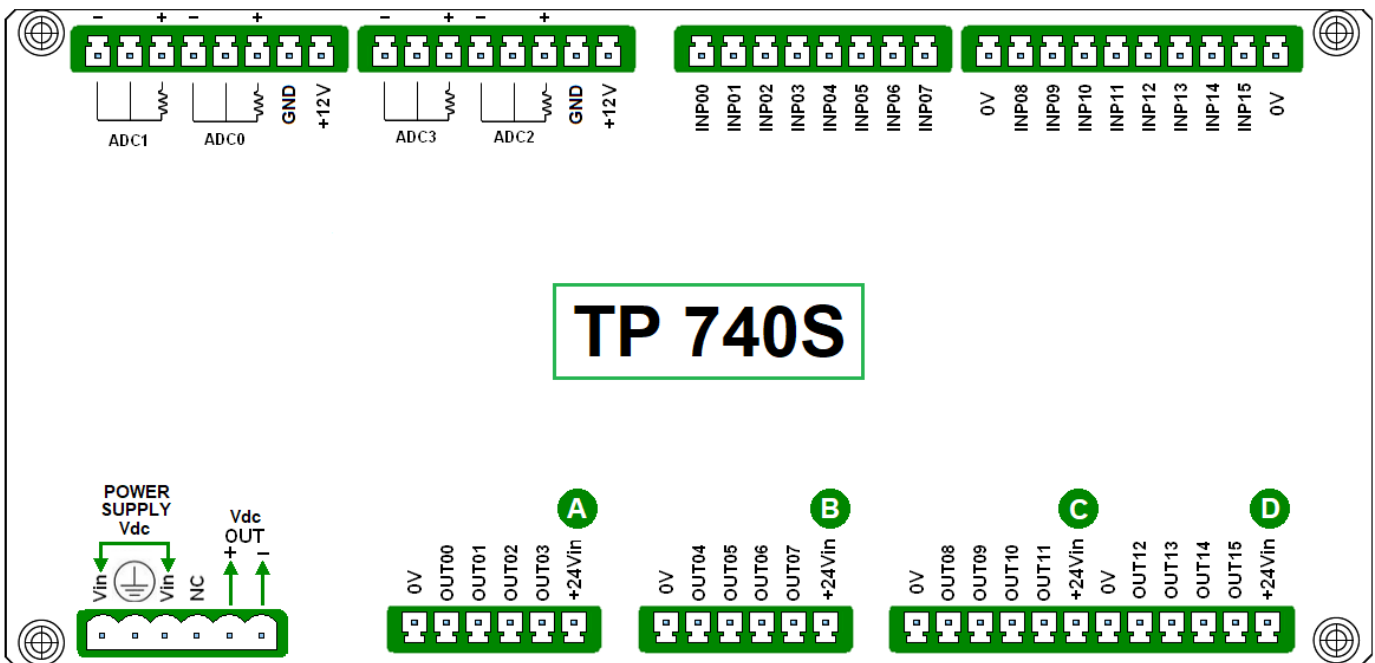 − + − +
− + − +
ADC1 ADC0 GND +12V
ADC3 ADC2 GND +12V
INP00 INP01 INP02 INP03 INP04 INP05 INP06 INP07
0V INP08 INP09 INP10 INP11 INP12 INP13 INP14 INP15 0V
TP 740S
POWER
SUPPLY
Vdc
Vin Vin NC
Vdc
OUT
+ −
A
0V OUT00 OUT01 OUT02 OUT03 +24Vin
B
0V OUT04 OUT05 OUT06 OUT07 +24Vin
C
0V OUT08 OUT09 OUT10 OUT11 +24Vin
D
0V OUT12 OUT13 OUT14 OUT15 +24Vin